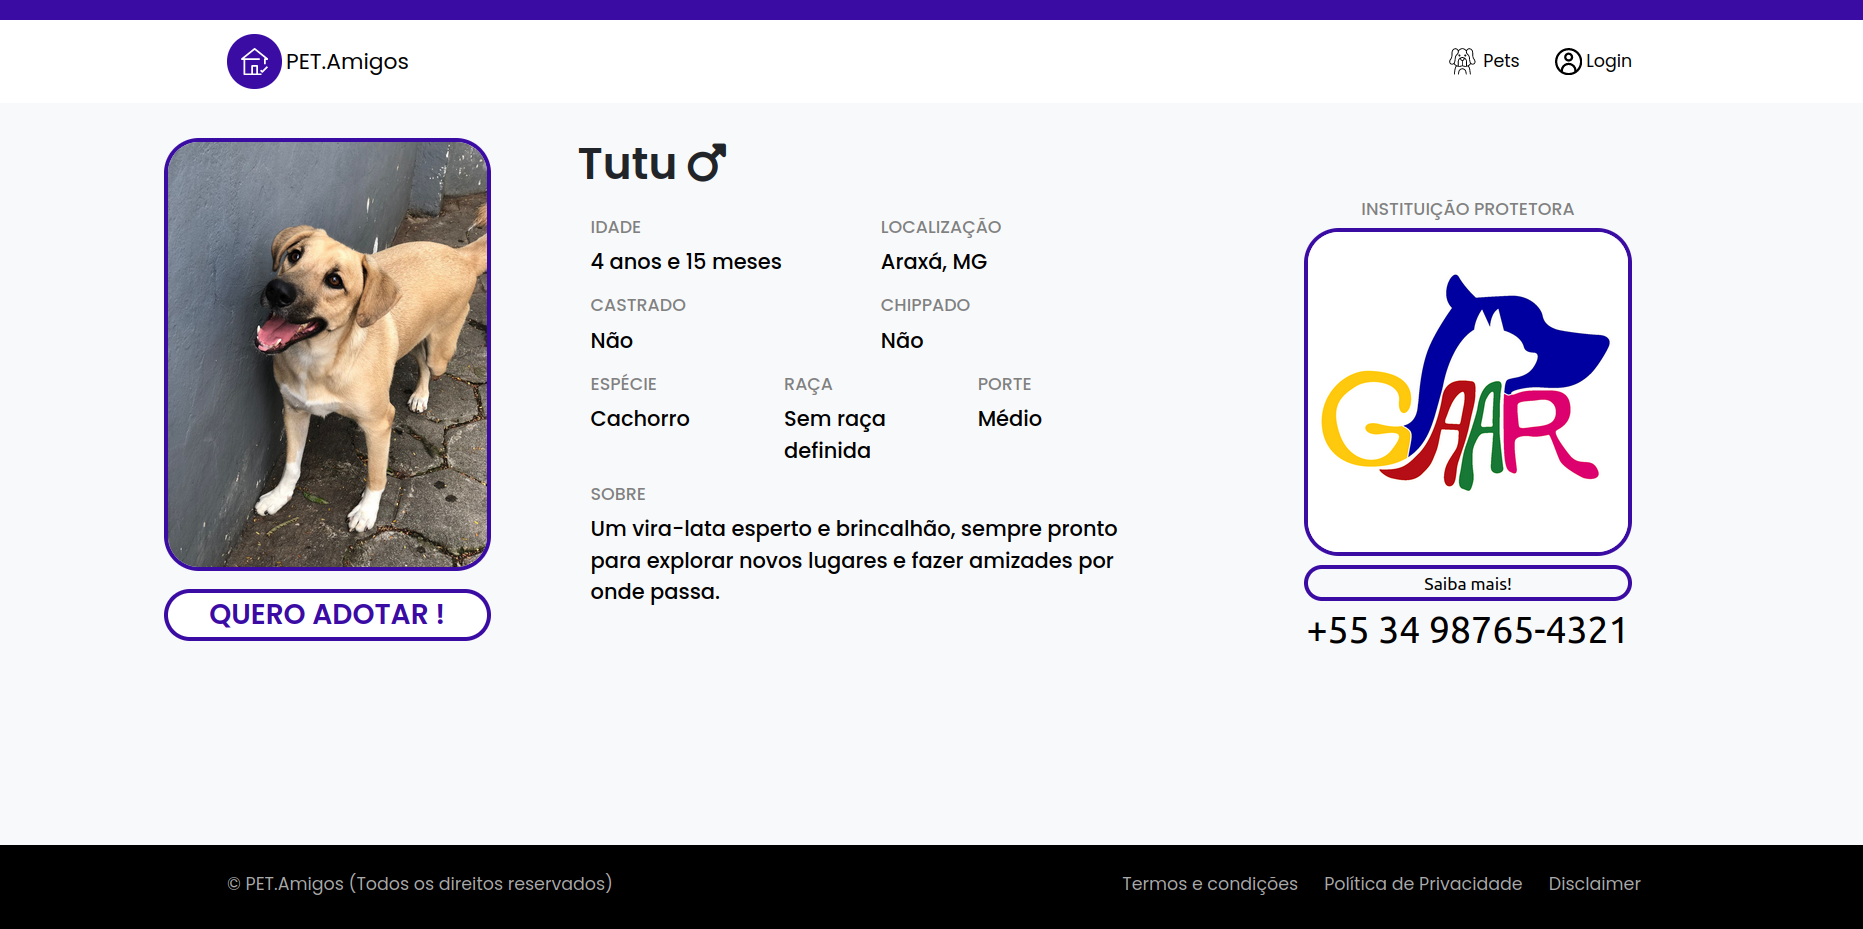 PET.Amigos
Pets
Login
Tutu
IDADE
4 anos e 15 meses
LOCALIZAÇÃO
Araxá, MG
CASTRADO
Não
CHIPPADO
Não
ESPÉCIE
Cachorro
RAÇA
Sem raça
definida
PORTE
Médio
SOBRE
Um vira-lata esperto e brincalhão, sempre pronto
para explorar novos lugares e fazer amizades por
onde passa.
QUERO ADOTAR !
INSTITUIÇÃO PROTETORA
GAAR
Saiba mais!
+55 34 98765-4321
© PET.Amigos (Todos os direitos reservados)
Termos e condições
Política de Privacidade
Disclaimer